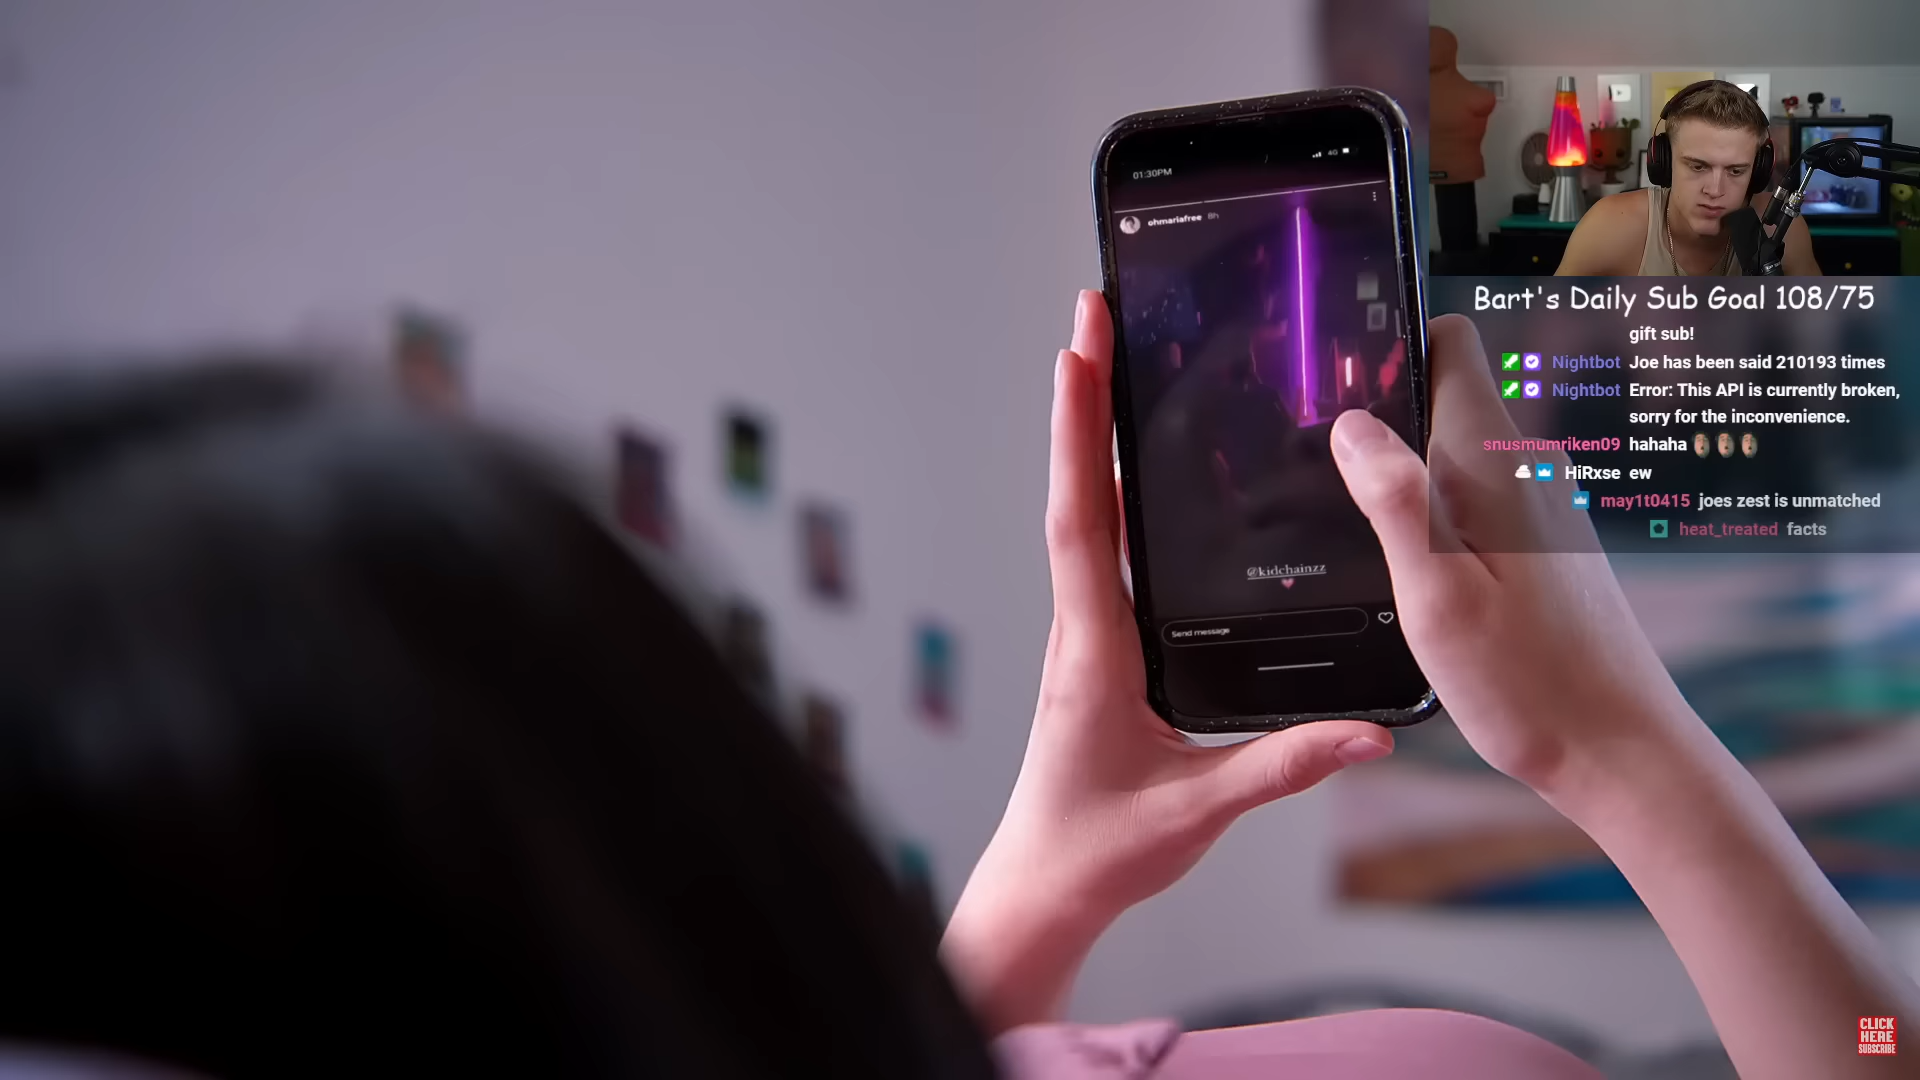 01:30PM
4G
ohmariafree 8h
@kidchainzz
Send message
Bart's Daily Sub Goal 108/75
gift sub!
Nightbot Joe has been said 210193 times
Nightbot Error: This API is currently broken,
sorry for the inconvenience.
snusmumriken09 hahaha
HiRxse ew
may1t0415 joes zest is unmatched
heat_treated facts
CLICK
HERE
SUBSCRIBE